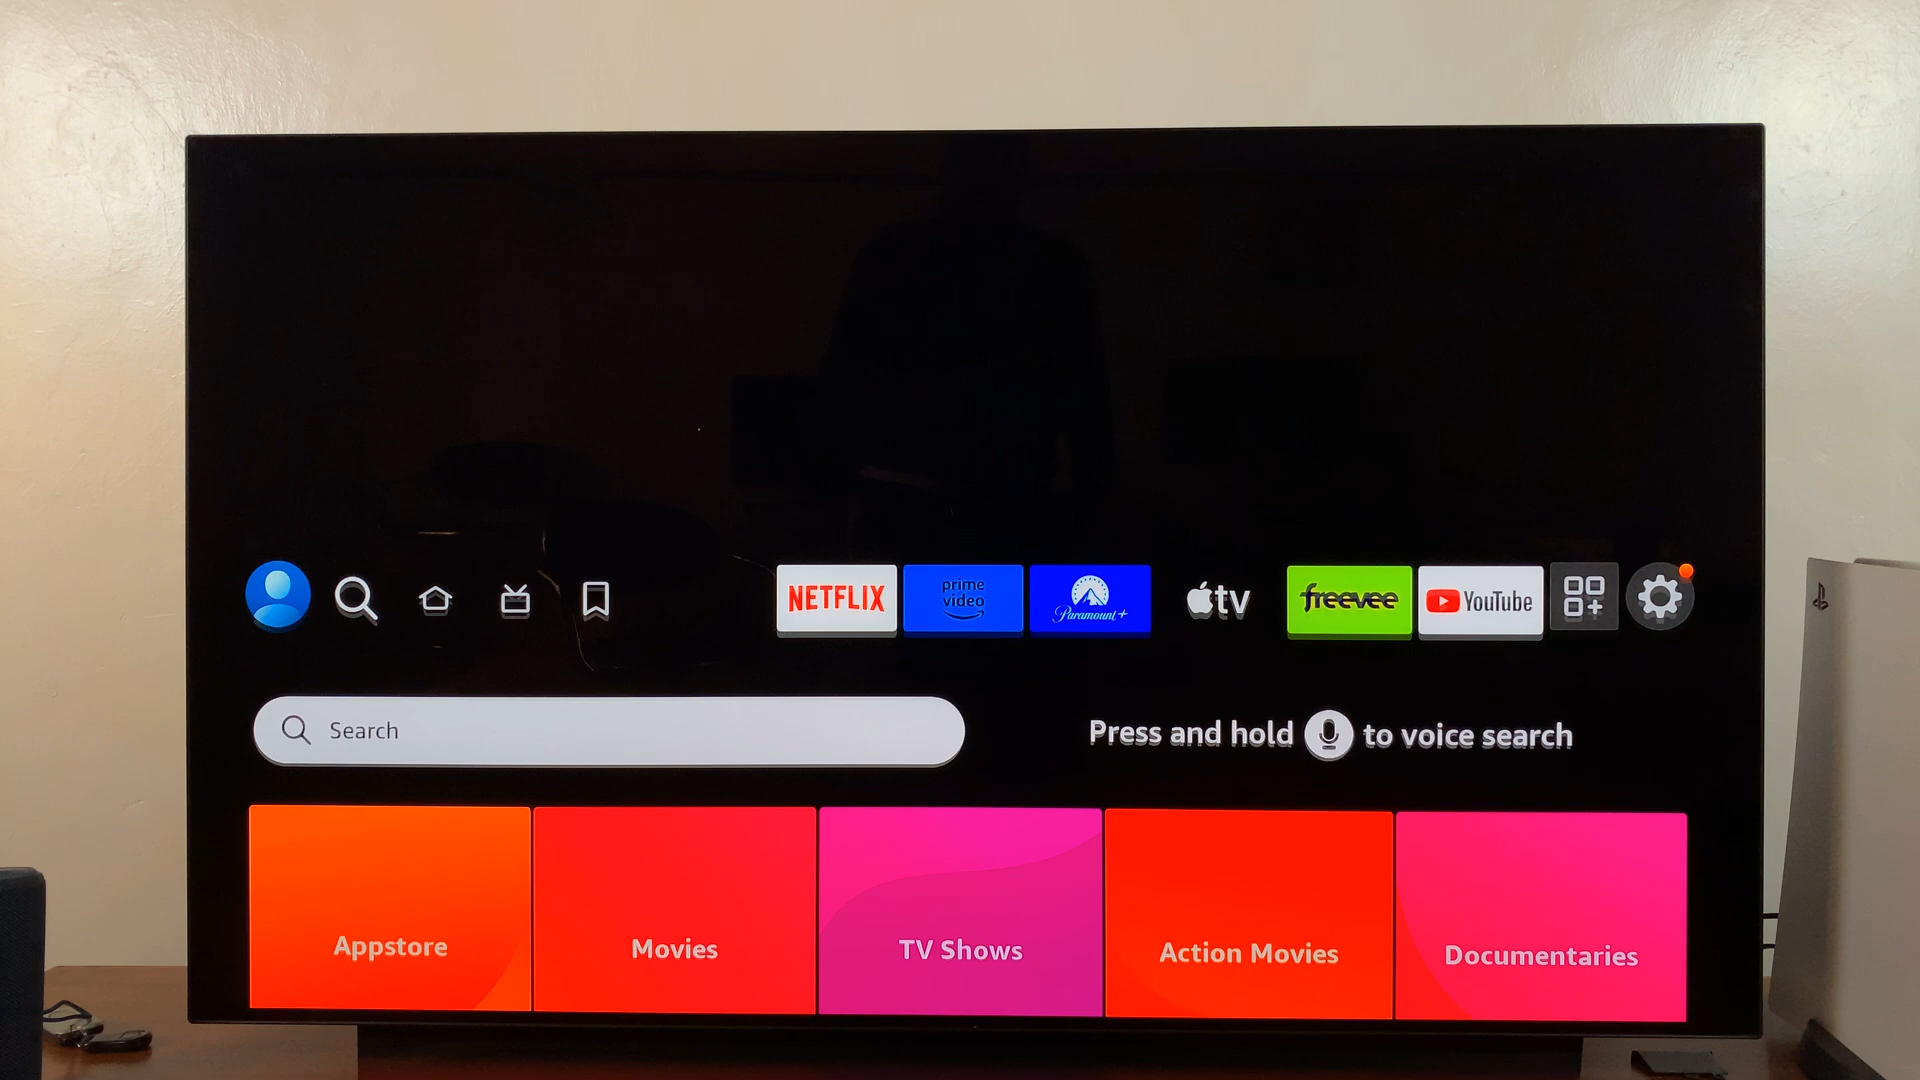 NETFLIX
prime
video
Paramount+
tv
freevee
YouTube
Search
Press and hold to voice search
Appstore
Movies
TV Shows
Action Movies
Documentaries